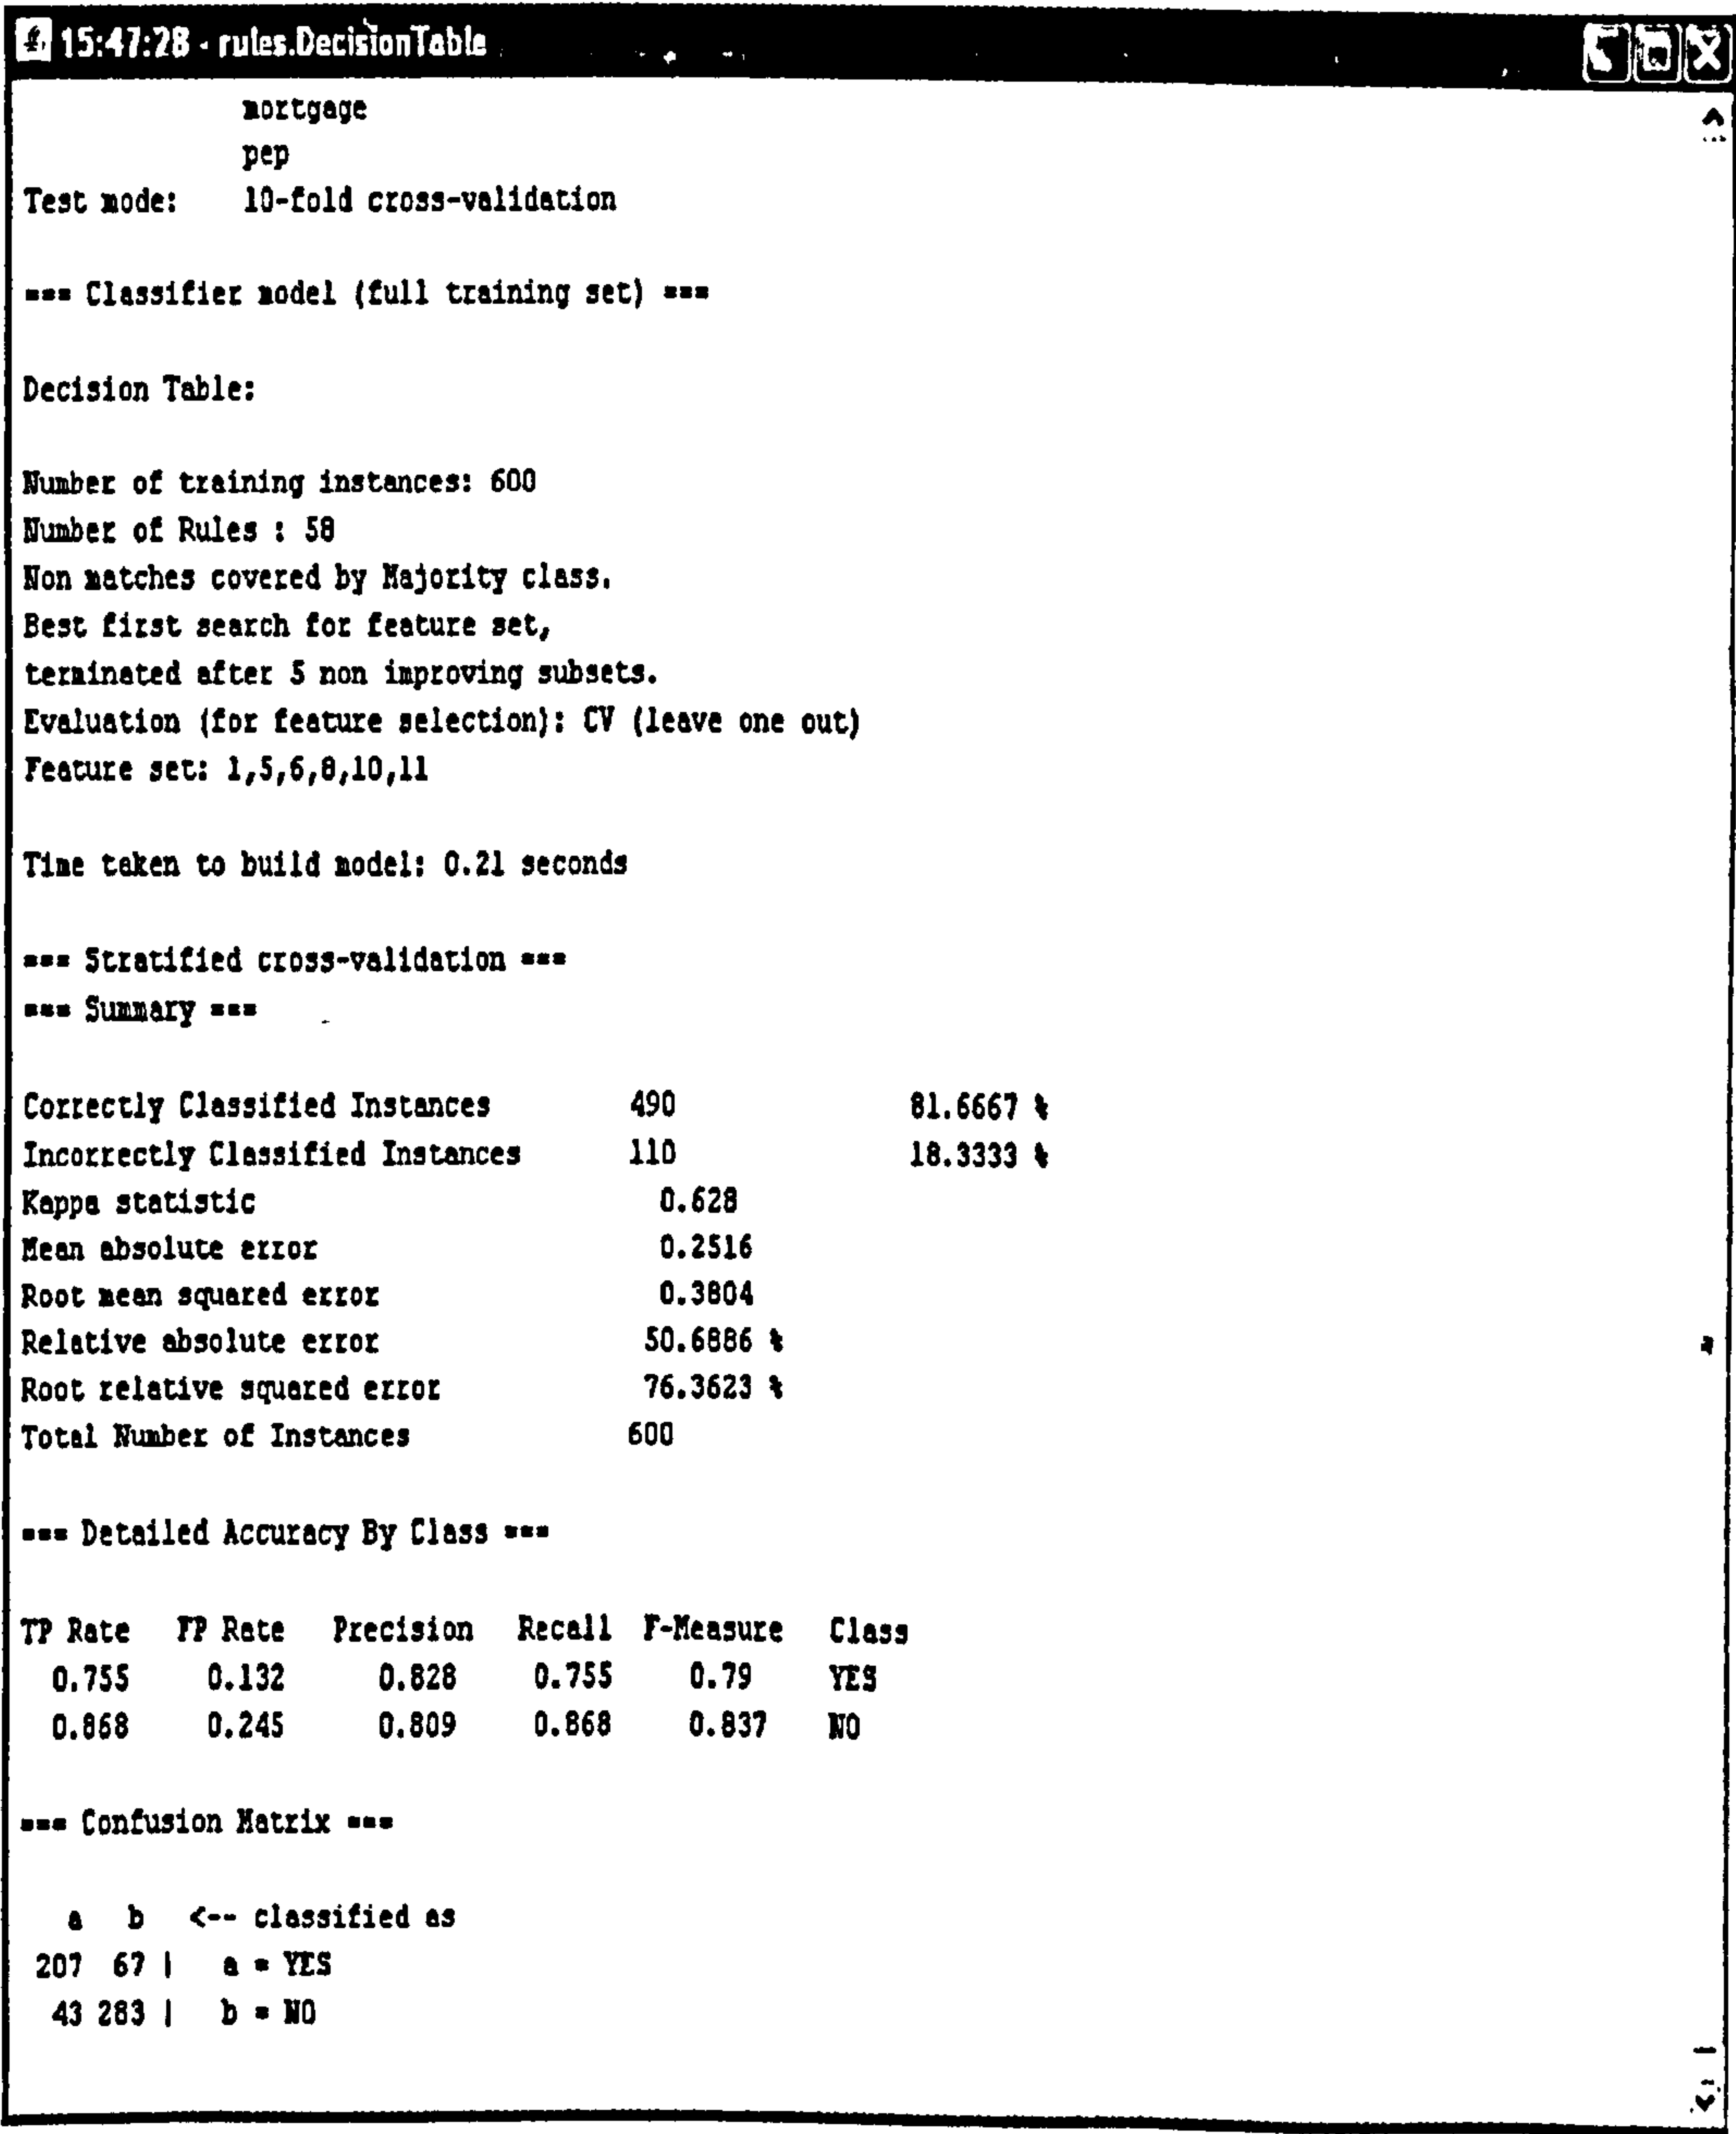 15:47:28 - rules.DecisionTable
mortgage
pep
Test mode: 10-fold cross-validation
=== Classifier model (full training set) ===
Decision Table:
Number of training instances: 600
Number of Rules : 58
Non matches covered by Majority class.
Best first search for feature set,
terminated after 5 non improving subsets.
Evaluation (for feature selection): CV (leave one out)
Feature set: 1,5,6,8,10,11
Time taken to build model: 0.21 seconds
=== Stratified cross-validation ===
=== Summary ===
Correctly Classified Instances 490 81.6667 %
Incorrectly Classified Instances 110 18.3333 %
Kappa statistic 0.628
Mean absolute error 0.2516
Root mean squared error 0.3804
Relative absolute error 50.6886 %
Root relative squared error 76.3623 %
Total Number of Instances 600
=== Detailed Accuracy By Class ===
TP Rate FP Rate Precision Recall F-Measure Class
0.755 0.132 0.828 0.755 0.79 YES
0.868 0.245 0.809 0.868 0.837 NO
=== Confusion Matrix ===
a b <-- classified as
207 67 | a = YES
43 283 | b = NO